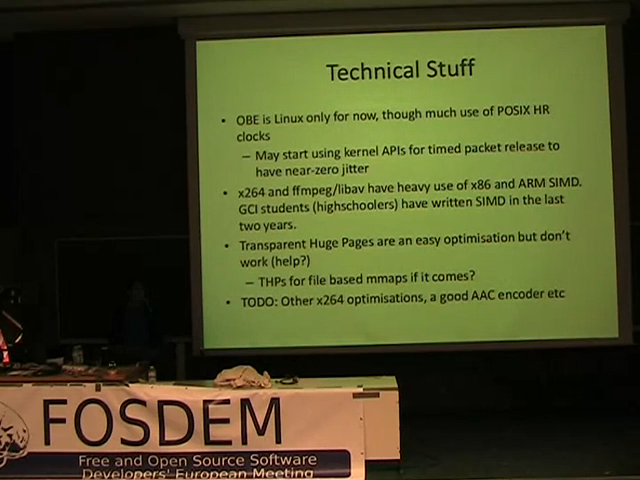 Technical Stuff
• OBE is Linux only for now, though much use of POSIX HR
clocks
– May start using kernel APIs for timed packet release to
have near-zero jitter
• x264 and ffmpeg/libav have heavy use of x86 and ARM SIMD.
GCI students (highschoolers) have written SIMD in the last
two years.
• Transparent Huge Pages are an easy optimisation but don't
work (help?)
– THPs for file based mmaps if it comes?
• TODO: Other x264 optimisations, a good AAC encoder etc
FOSDEM
Free and Open Source Software
Developers' European Meeting